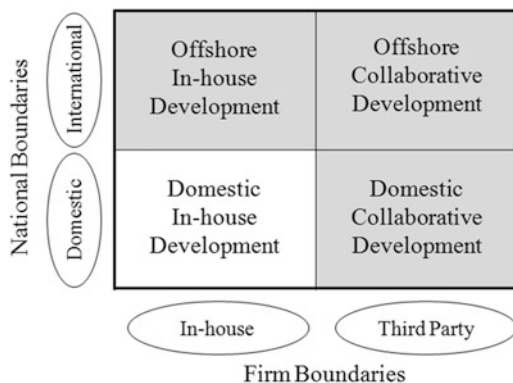 National Boundaries
International
Domestic
Offshore
In-house
Development
Offshore
Collaborative
Development
Domestic
In-house
Development
Domestic
Collaborative
Development
In-house
Third Party
Firm Boundaries